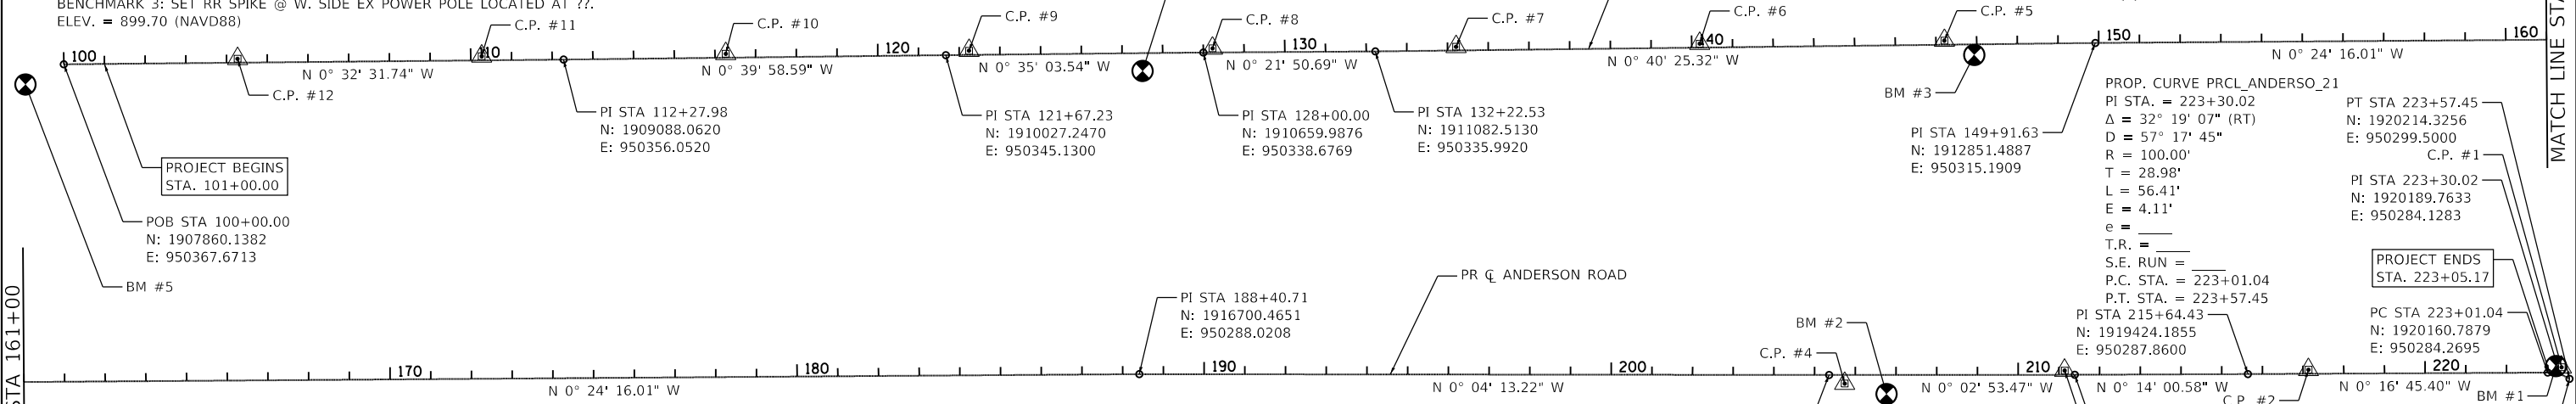 BENCHMARK 3: SET RR SPIKE @ W. SIDE EX POWER POLE LOCATED AT ??.
ELEV. = 899.70 (NAVD88)
C.P. #11
C.P. #10
C.P. #9
C.P. #8
C.P. #7
C.P. #6
C.P. #5
100
120
130
150
160
N 0° 32' 31.74" W
N 0° 39' 58.59" W
N 0° 35' 03.54" W
N 0° 21' 50.69" W
N 0° 40' 25.32" W
N 0° 24' 16.01" W
MATCH LINE STA
C.P. #12
BM #3
PI STA 112+27.98
N: 1909088.0620
E: 950356.0520
PI STA 121+67.23
N: 1910027.2470
E: 950345.1300
PI STA 128+00.00
N: 1910659.9876
E: 950338.6769
PI STA 132+22.53
N: 1911082.5130
E: 950335.9920
PI STA 149+91.63
N: 1912851.4887
E: 950315.1909
PROJECT BEGINS
STA. 101+00.00
POB STA 100+00.00
N: 1907860.1382
E: 950367.6713
BM #5
PROP. CURVE PRCL_ANDERSO_21
PI STA. = 223+30.02
Δ = 32° 19' 07" (RT)
D = 57° 17' 45"
R = 100.00'
T = 28.98'
L = 56.41'
E = 4.11'
e = ____
T.R. = ____
S.E. RUN = ____
P.C. STA. = 223+01.04
P.T. STA. = 223+57.45
PT STA 223+57.45
N: 1920214.3256
E: 950299.5000
C.P. #1
PI STA 223+30.02
N: 1920189.7633
E: 950284.1283
PROJECT ENDS
STA. 223+05.17
PC STA 223+01.04
N: 1920160.7879
E: 950284.2695
STA 161+00
PI STA 188+40.71
N: 1916700.4651
E: 950288.0208
PR ℄ ANDERSON ROAD
BM #2
C.P. #4
PI STA 215+64.43
N: 1919424.1855
E: 950287.8600
170
180
190
200
210
220
N 0° 24' 16.01" W
N 0° 04' 13.22" W
N 0° 02' 53.47" W
N 0° 14' 00.58" W
N 0° 16' 45.40" W
C.P. #2
BM #1